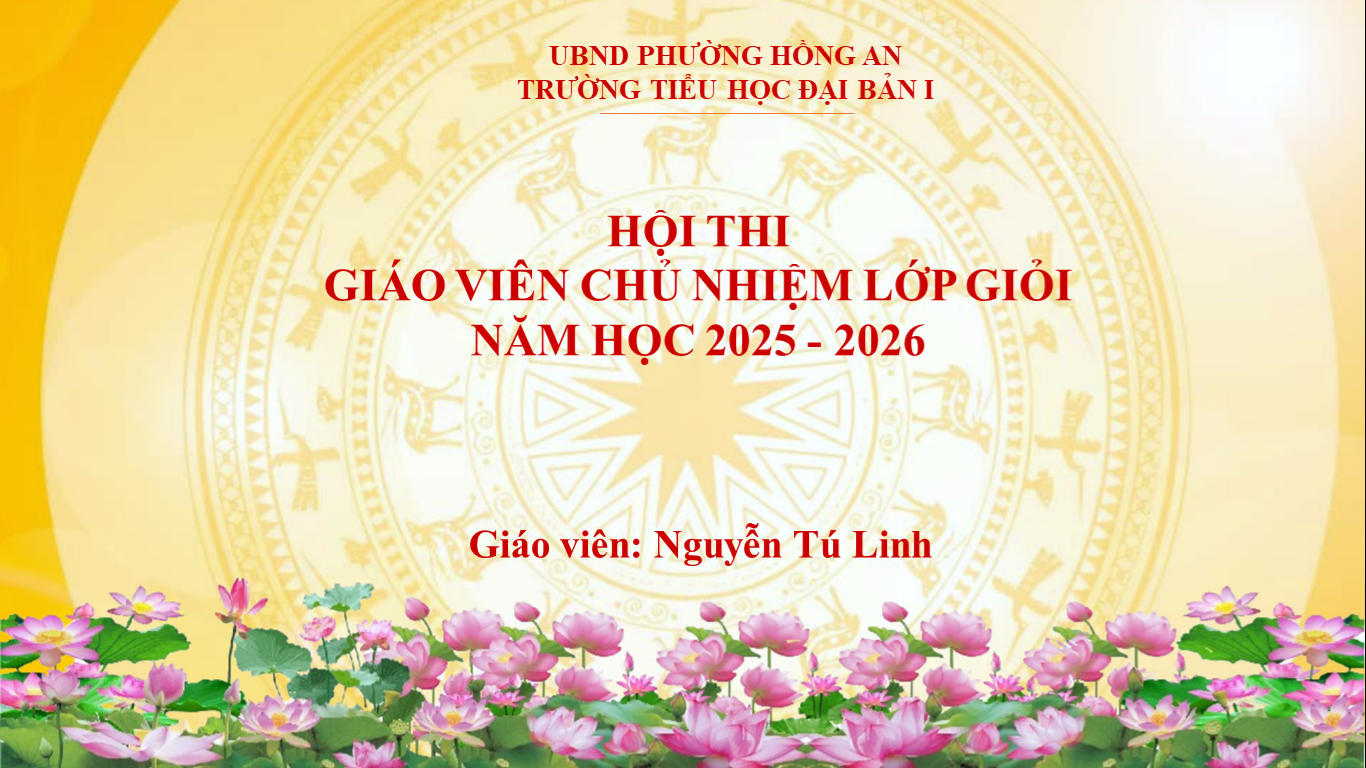 UBND PHƯỜNG HỒNG AN
TRƯỜNG TIỂU HỌC ĐẠI BẢN I
HỘI THI
GIÁO VIÊN CHỦ NHIỆM LỚP GIỎI
NĂM HỌC 2025 - 2026
Giáo viên: Nguyễn Tú Linh